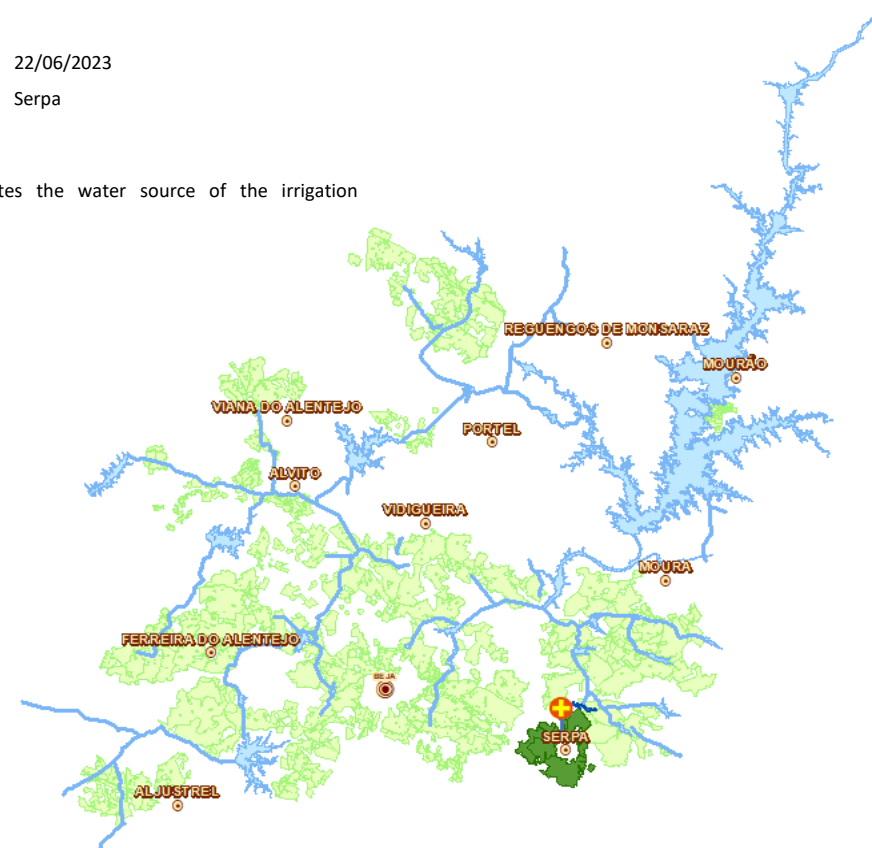 22/06/2023
Serpa
tes the water source of the irrigation
REGUENGOS DE MONSARAZ
MOURÃO
VIANA DO ALENTEJO
PORTEL
ALVITO
VIDIGUEIRA
MOURA
FERREIRA DO ALENTEJO
BEJA
SERPA
ALJUSTREL